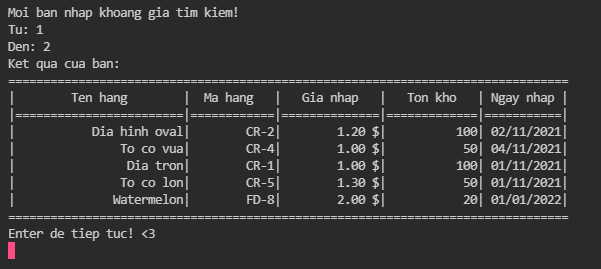 Moi ban nhap khoang gia tim kiem!
Tu: 1
Den: 2
Ket qua cua ban:
================================================================================
|        Ten hang        |  Ma hang   |   Gia nhap    |   Ton kho   | Ngay nhap |
|========================|============|===============|=============|===========|
|          Dia hinh oval|        CR-2|         1.20 $|          100| 02/11/2021|
|              To co vua|        CR-4|         1.00 $|           50| 04/11/2021|
|               Dia tron|        CR-1|         1.00 $|          100| 01/11/2021|
|              To co lon|        CR-5|         1.30 $|           50| 01/11/2021|
|             Watermelon|        FD-8|         2.00 $|           20| 01/01/2022|
================================================================================
Enter de tiep tuc! <3